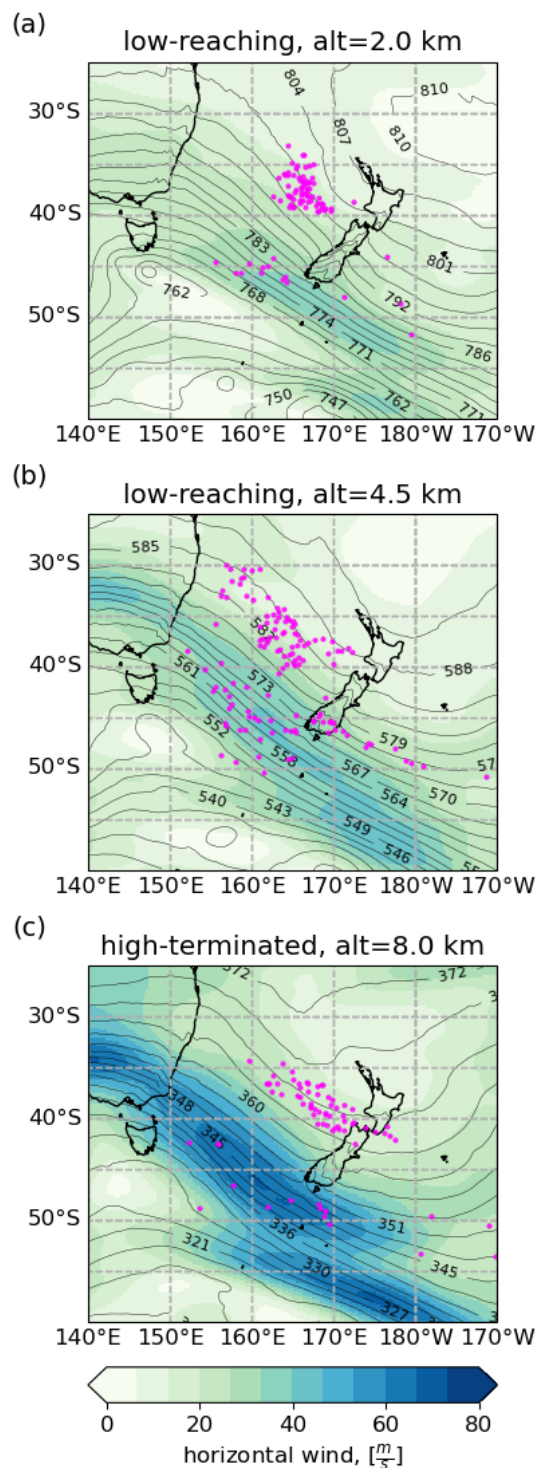 (a)
low-reaching, alt=2.0 km
30°S
40°S
50°S
804
810
807
810
783
801
762
768
792
774
771
786
750
747
762
771
140°E 150°E 160°E 170°E 180°W 170°W
(b)
low-reaching, alt=4.5 km
30°S
40°S
50°S
585
582
588
561
573
552
579
558
567
570
564
540
543
549
546
140°E 150°E 160°E 170°E 180°W 170°W
(c)
high-terminated, alt=8.0 km
30°S
40°S
50°S
372
372
348
360
345
336
351
321
330
345
327
140°E 150°E 160°E 170°E 180°W 170°W
0 20 40 60 80
horizontal wind, [m/s]